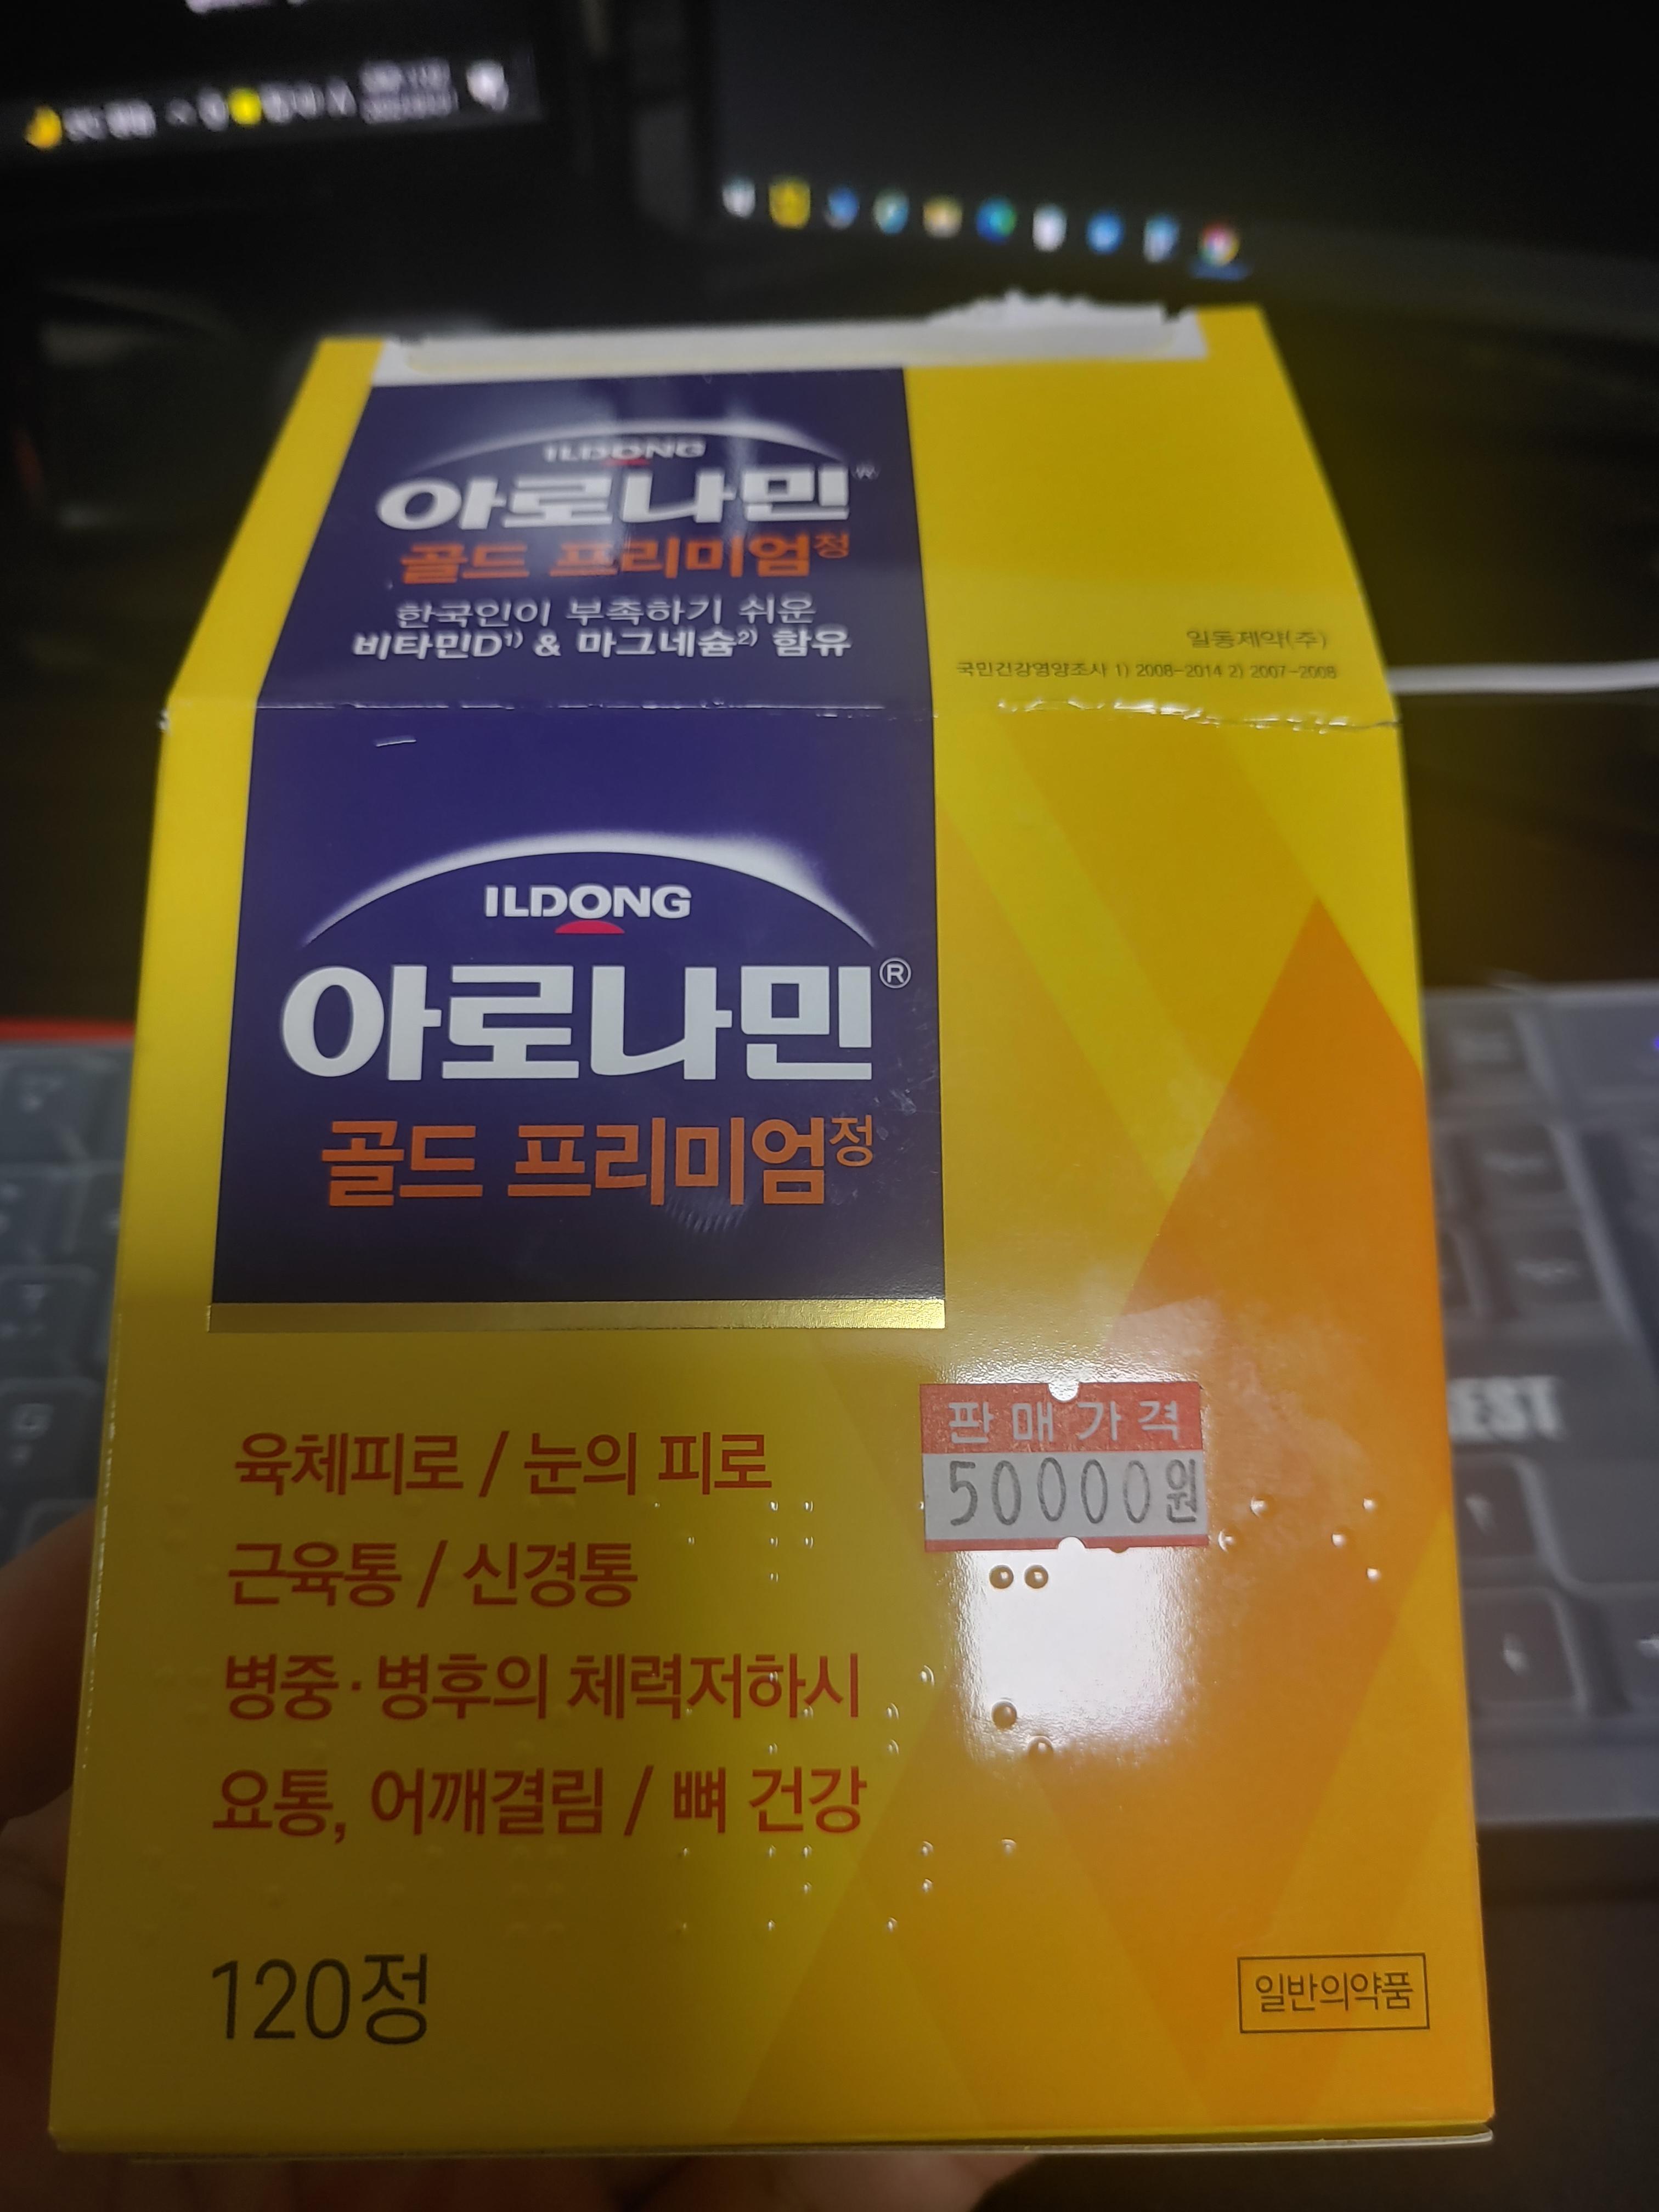 ILDONG
아로나민
골드 프리미엄정
한국인이 부족하기 쉬운
비타민D1) & 마그네슘2) 함유
일동제약(주)
국민건강영양조사 1) 2008-2014 2) 2007-2008
ILDONG
아로나민®
골드 프리미엄정
판매가격
50000원
육체피로 / 눈의 피로
근육통 / 신경통
병중·병후의 체력저하시
요통, 어깨결림 / 뼈 건강
120정
일반의약품
EST